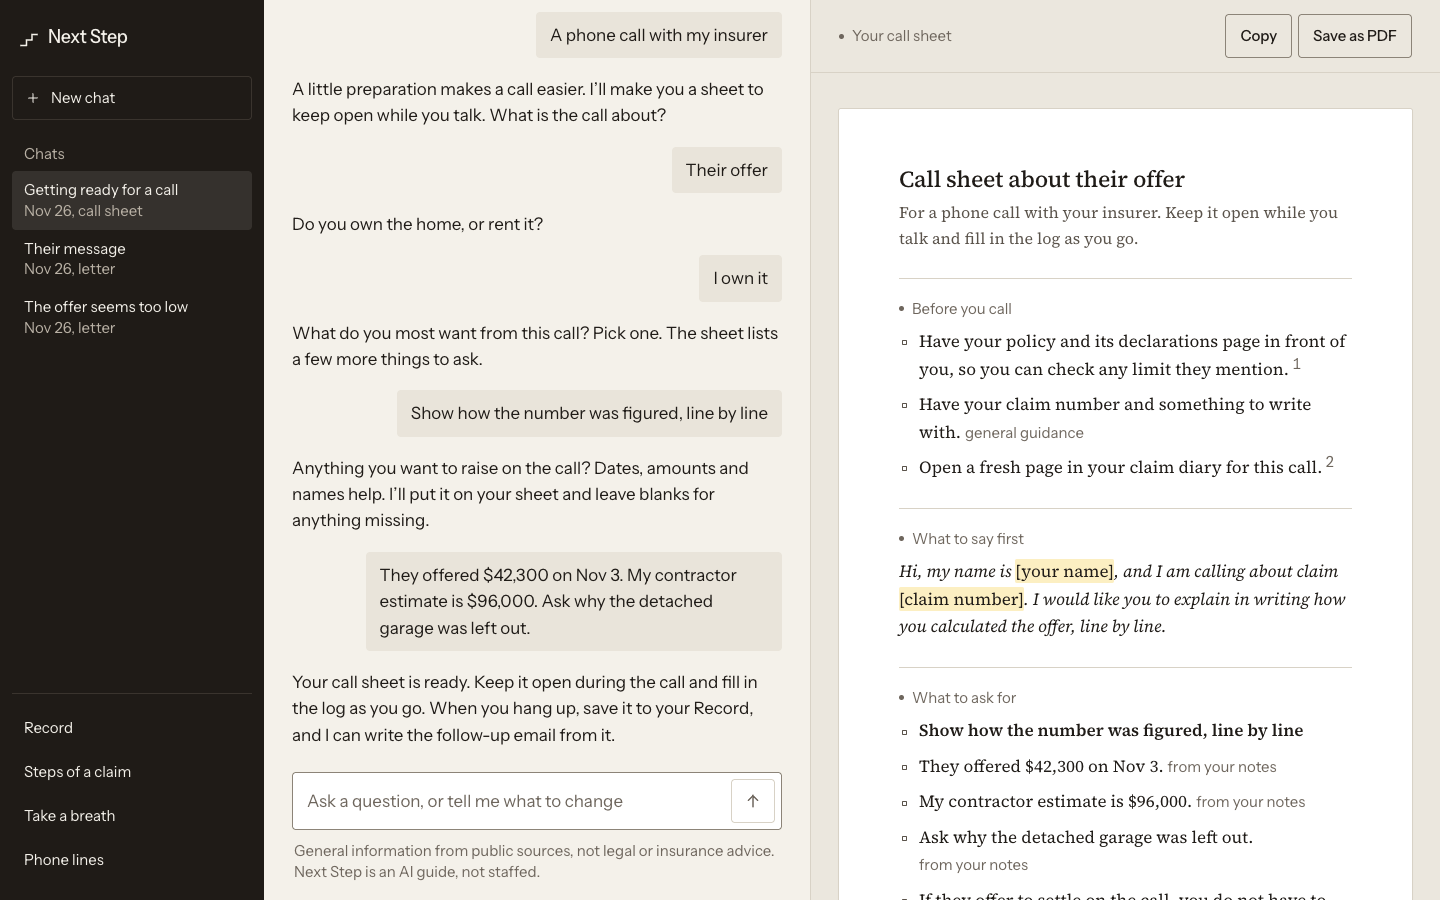 Next Step
+ New chat
Chats
Getting ready for a call
Nov 26, call sheet
Their message
Nov 26, letter
The offer seems too low
Nov 26, letter
Record
Steps of a claim
Take a breath
Phone lines
A phone call with my insurer
A little preparation makes a call easier. I’ll make you a sheet to
keep open while you talk. What is the call about?
Their offer
Do you own the home, or rent it?
I own it
What do you most want from this call? Pick one. The sheet lists
a few more things to ask.
Show how the number was figured, line by line
Anything you want to raise on the call? Dates, amounts and
names help. I’ll put it on your sheet and leave blanks for
anything missing.
They offered $42,300 on Nov 3. My contractor
estimate is $96,000. Ask why the detached
garage was left out.
Your call sheet is ready. Keep it open during the call and fill in
the log as you go. When you hang up, save it to your Record,
and I can write the follow-up email from it.
Ask a question, or tell me what to change
General information from public sources, not legal or insurance advice.
Next Step is an AI guide, not staffed.
• Your call sheet
Copy
Save as PDF
Call sheet about their offer
For a phone call with your insurer. Keep it open while you
talk and fill in the log as you go.
• Before you call
Have your policy and its declarations page in front of
you, so you can check any limit they mention. 1
Have your claim number and something to write
with. general guidance
Open a fresh page in your claim diary for this call. 2
• What to say first
Hi, my name is [your name], and I am calling about claim
[claim number]. I would like you to explain in writing how
you calculated the offer, line by line.
• What to ask for
Show how the number was figured, line by line
They offered $42,300 on Nov 3. from your notes
My contractor estimate is $96,000. from your notes
Ask why the detached garage was left out.
from your notes
If they offer to settle on the call, you do not have to